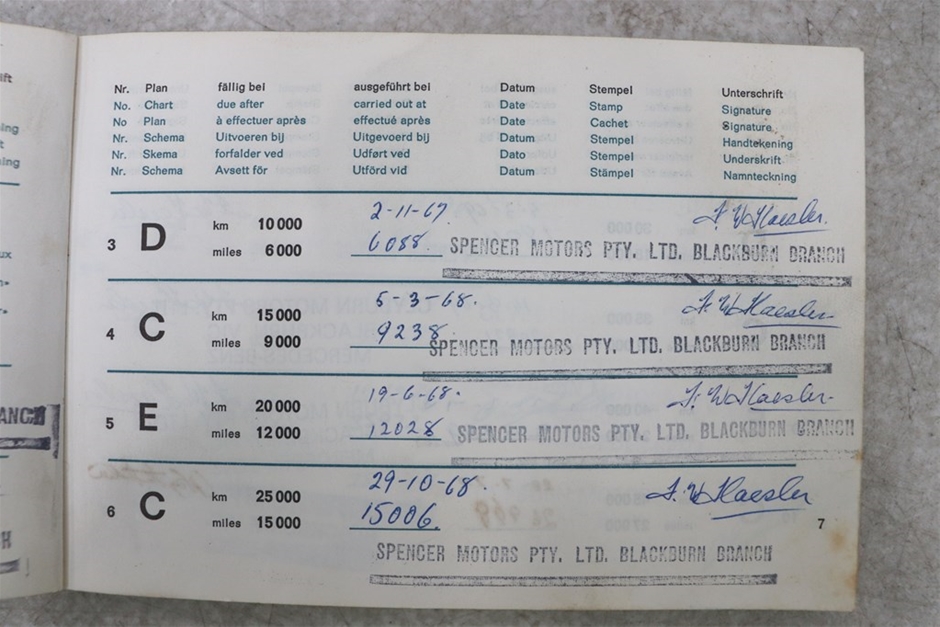 Nr. Plan fällig bei ausgeführt bei Datum Stempel Unterschrift
No. Chart due after carried out at Date Stamp Signature
No Plan à effectuer après effectué après Date Cachet Signature
Nr. Schema Uitvoeren bij Uitgevoerd bij Datum Stempel Handtekening
Nr. Skema forfalder ved Udført ved Dato Stempel Underskrift
Nr. Schema Avsett för Utförd vid Datum Stämpel Namnteckning
3 D km 10 000 2-11-67 F. W. Haesler.
miles 6 000 6088 SPENCER MOTORS PTY. LTD. BLACKBURN BRANCH
4 C km 15 000 5-3-68. F. W. Haesler
miles 9 000 9238 SPENCER MOTORS PTY. LTD. BLACKBURN BRANCH
5 E km 20 000 19-6-68. F. W. Haesler
miles 12 000 12028 SPENCER MOTORS PTY. LTD. BLACKBURN BRANCH
6 C km 25 000 29-10-68. F. W. Haesler
miles 15 000 15006. 7
SPENCER MOTORS PTY. LTD. BLACKBURN BRANCH